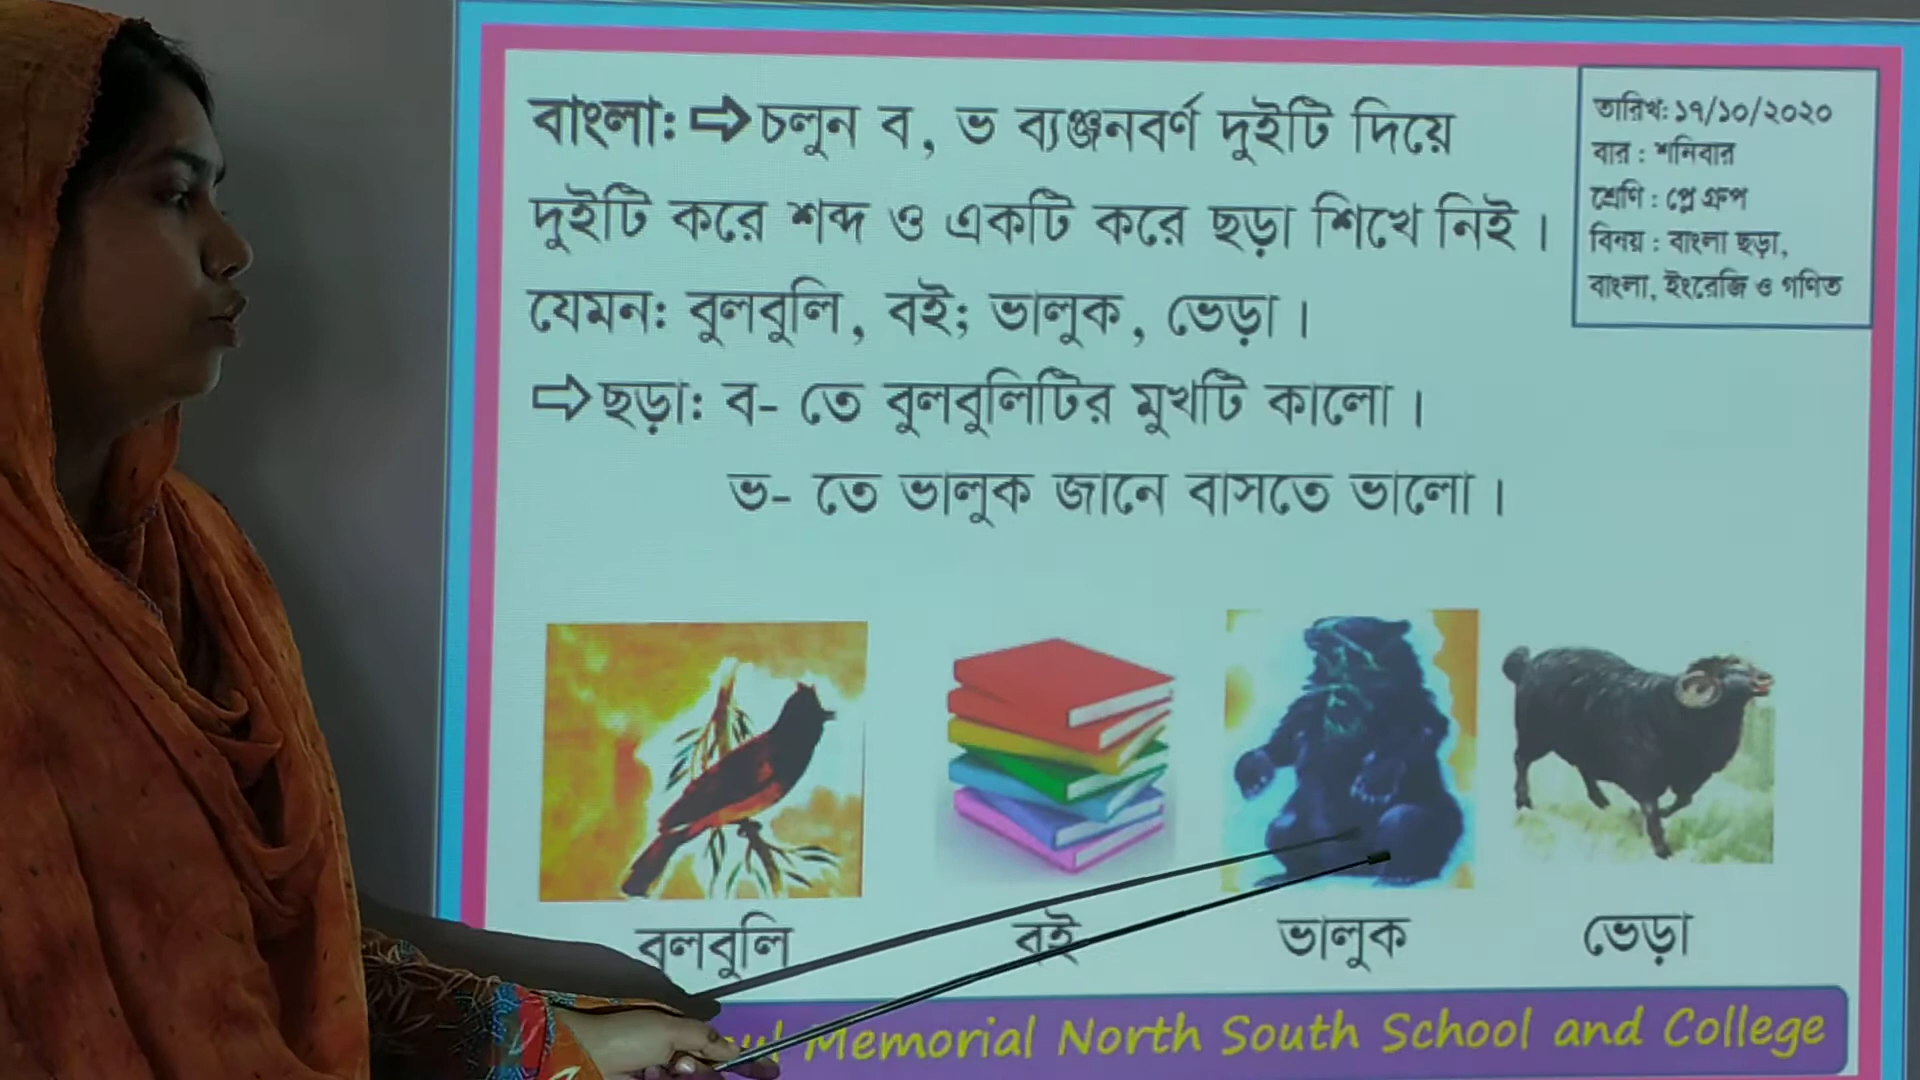 বাংলা: ⇨ চলুন ব, ভ ব্যঞ্জনবর্ণ দুইটি দিয়ে
দুইটি করে শব্দ ও একটি করে ছড়া শিখে নিই।
যেমন: বুলবুলি, বই; ভালুক, ভেড়া।
⇨ ছড়া: ব- তে বুলবুলিটির মুখটি কালো।
ভ- তে ভালুক জানে বাসতে ভালো।
তারিখ: ১৭/১০/২০২০
বার : শনিবার
শ্রেণি : প্লে গ্রুপ
বিষয় : বাংলা ছড়া,
বাংলা, ইংরেজি ও গণিত
বুলবুলি
বই
ভালুক
ভেড়া
Memorial North South School and College